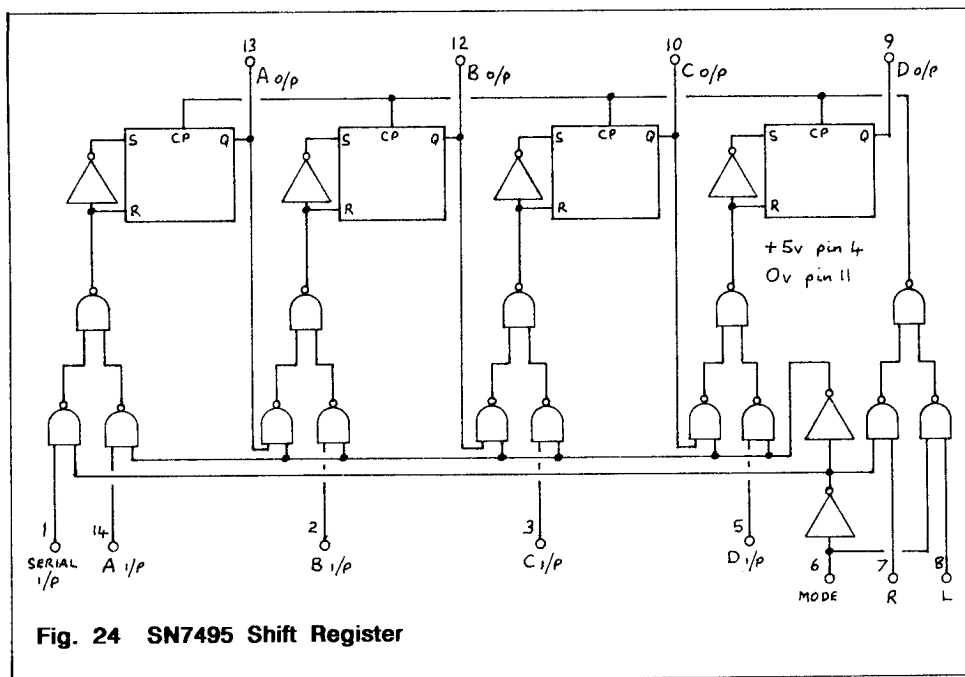 13 12 10 9
A o/p B o/p C o/p D o/p
S CP Q S CP Q S CP Q S CP Q
R R R R
+5v pin 4
0v pin 11
1 14 2 3 5 6 7 8
SERIAL I/P A I/P B I/P C I/P D I/P MODE R L
Fig. 24 SN7495 Shift Register